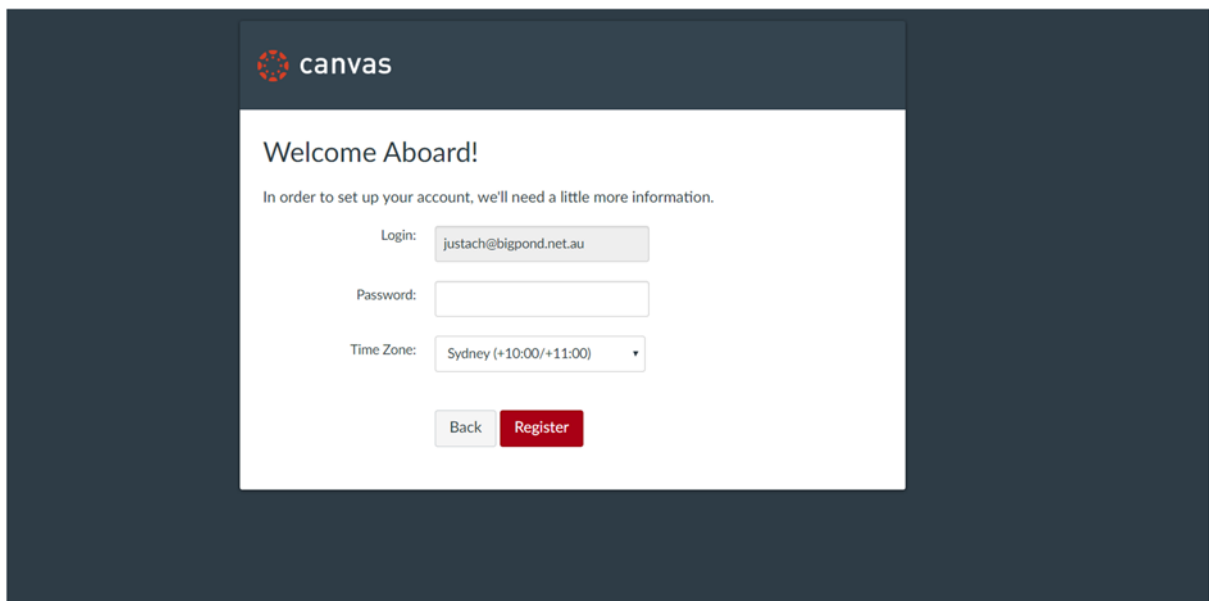 canvas
Welcome Aboard!
In order to set up your account, we'll need a little more information.
Login: justach@bigpond.net.au
Password:
Time Zone: Sydney (+10:00/+11:00)
Back Register